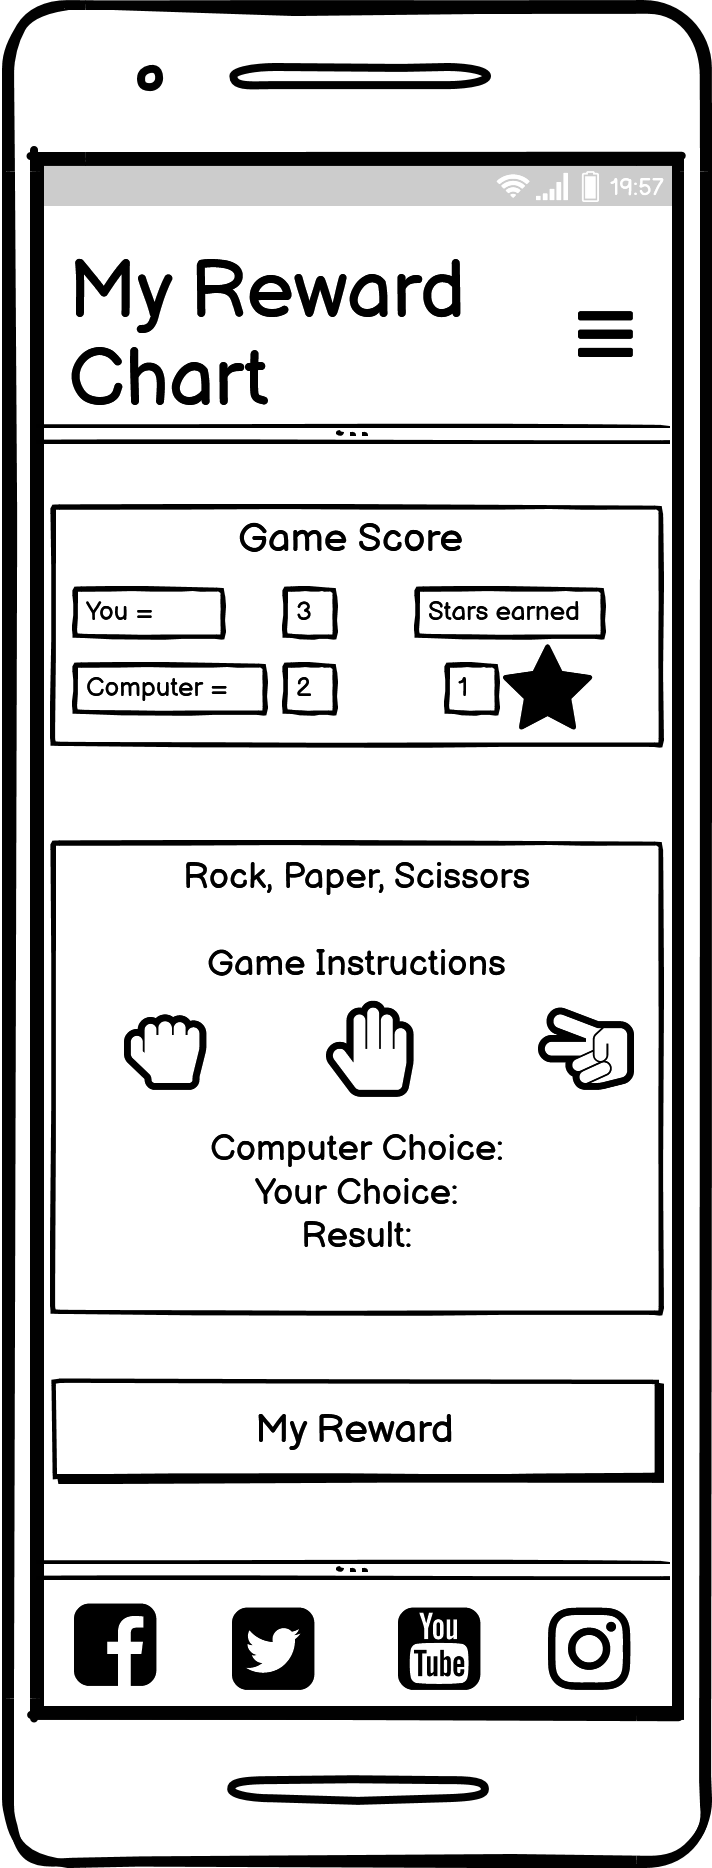 19:57
My Reward
Chart
Game Score
You =
3
Stars earned
Computer =
2
1
Rock, Paper, Scissors
Game Instructions
Computer Choice:
Your Choice:
Result:
My Reward
You
Tube